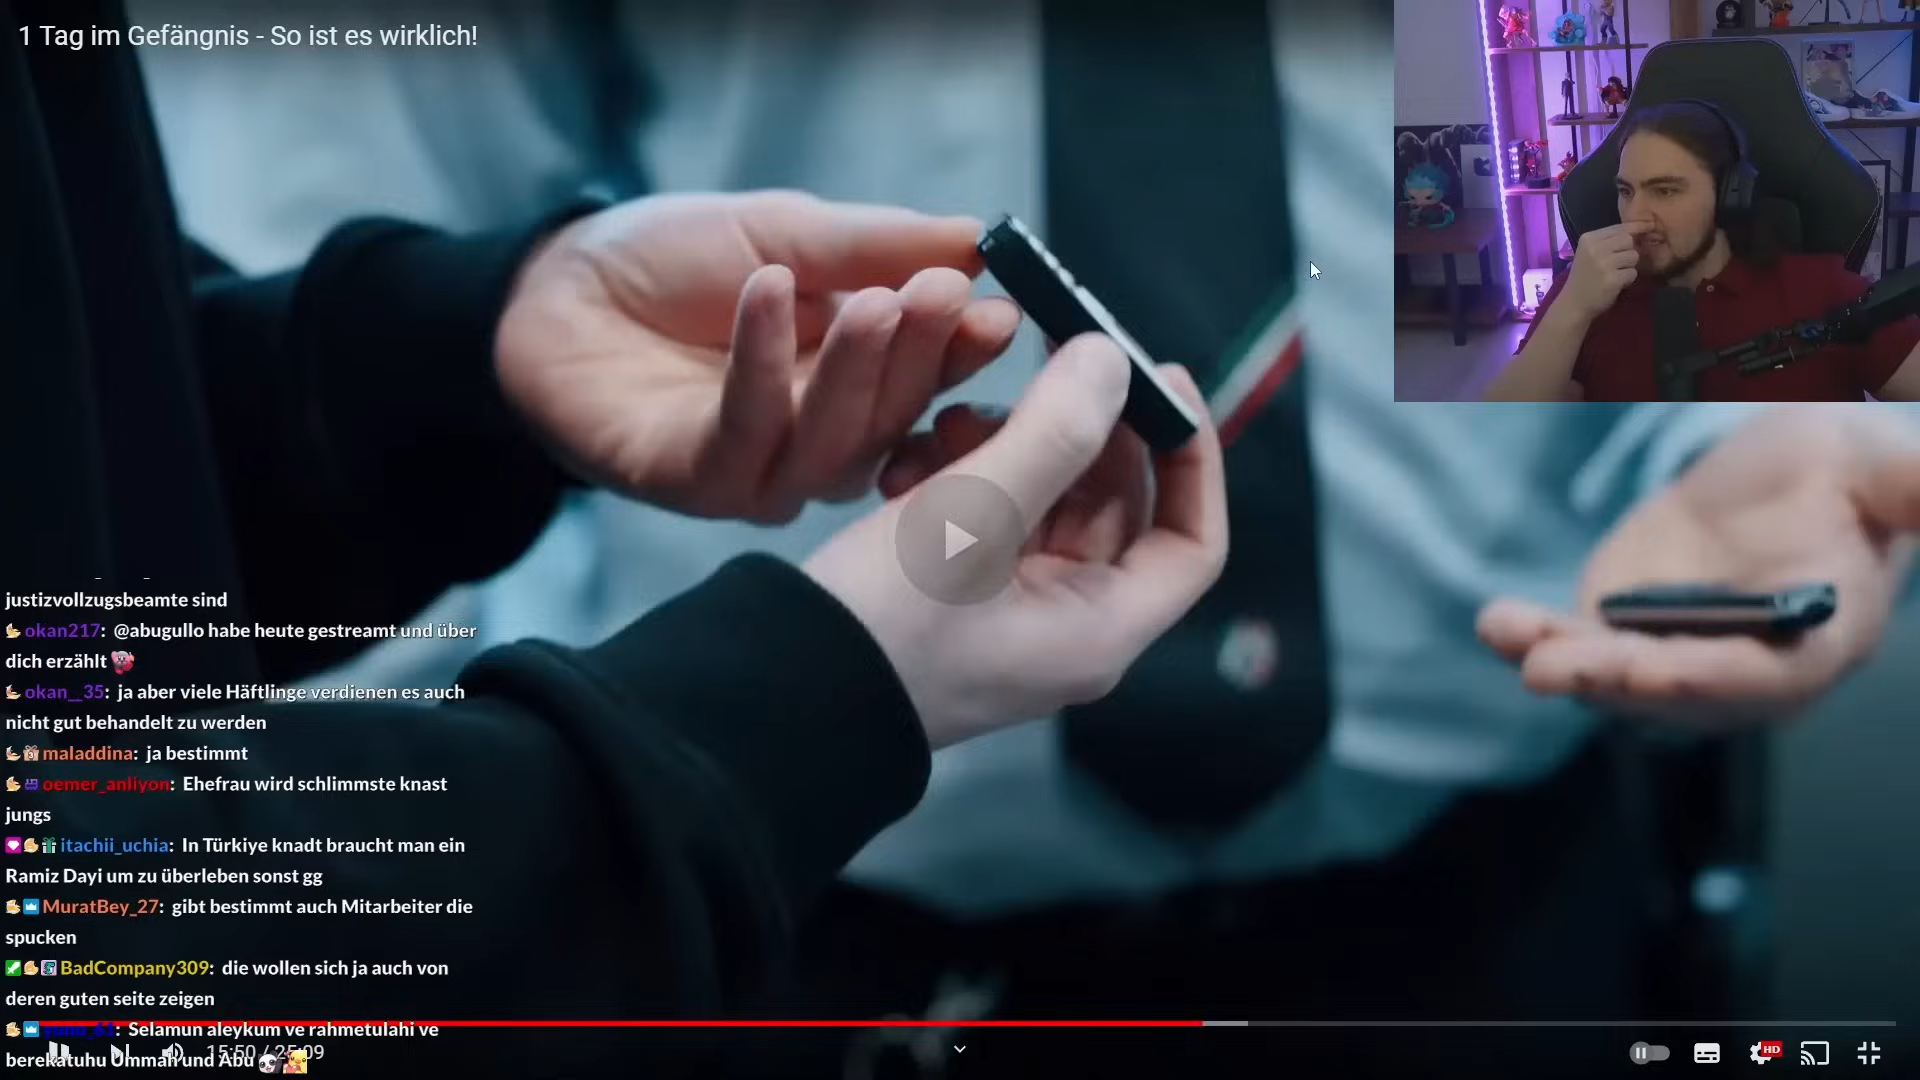 1 Tag im Gefängnis - So ist es wirklich!
justizvollzugsbeamte sind
okan217: @abugullo habe heute gestreamt und über
dich erzählt
okan__35: ja aber viele Häftlinge verdienen es auch
nicht gut behandelt zu werden
maladdina: ja bestimmt
oemer_anliyon: Ehefrau wird schlimmste knast
jungs
itachii_uchia: In Türkiye knadt braucht man ein
Ramiz Dayi um zu überleben sonst gg
MuratBey_27: gibt bestimmt auch Mitarbeiter die
spucken
BadCompany309: die wollen sich ja auch von
deren guten seite zeigen
: Selamun aleykum ve rahmetulahi ve
berekatuhu Ummah und Abu
15:50 / 25:09
HD